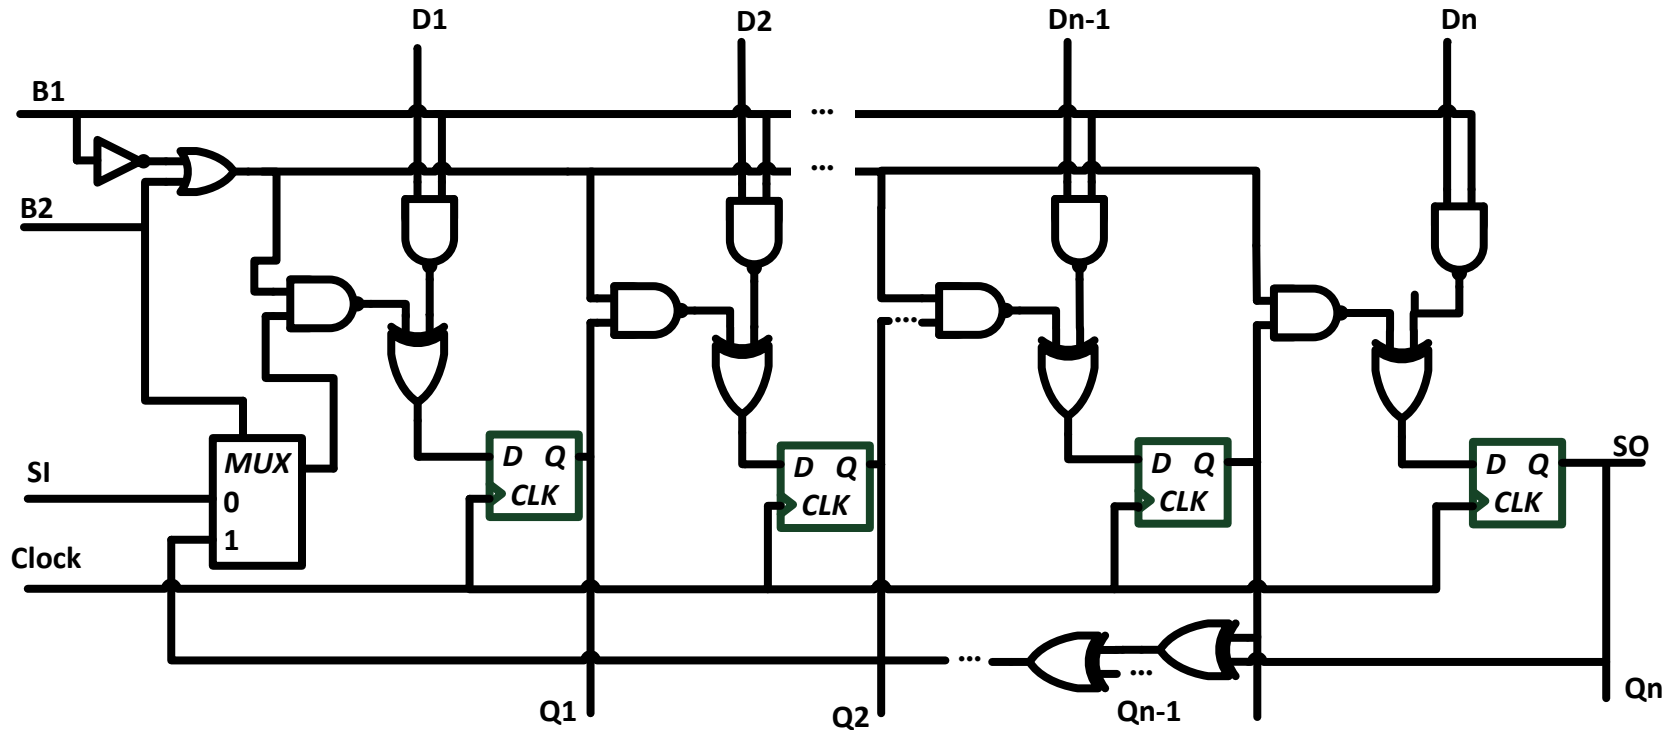 D1 D2 Dn-1 Dn
B1
...
...
B2
...
SI
MUX
0
1
D Q
CLK
D Q
CLK
D Q
CLK
D Q
CLK
SO
Clock
...
...
Q1 Q2 Qn-1 Qn